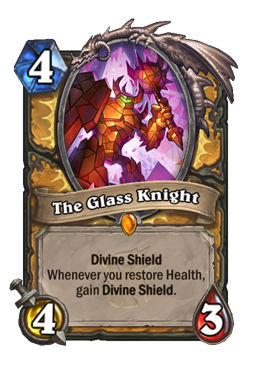 4
The Glass Knight
Divine Shield
Whenever you restore Health,
gain Divine Shield.
4
3